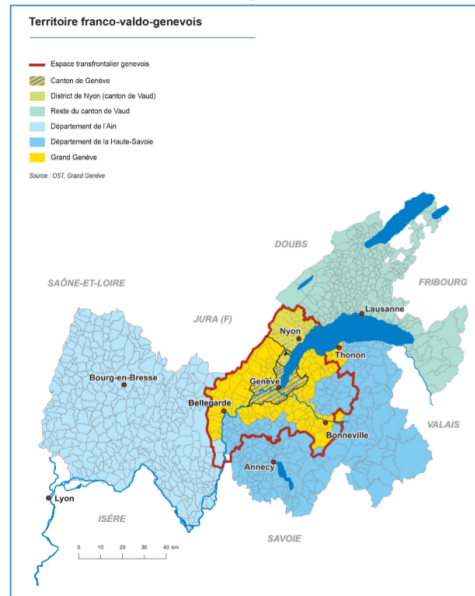 Territoire franco-valdo-genevois
Espace transfrontalier genevois
Canton de Genève
District de Nyon (canton de Vaud)
Reste du canton de Vaud
Département de l'Ain
Département de la Haute-Savoie
Grand Genève
Source : OST, Grand Genève
DOUBS
SAÔNE-ET-LOIRE
FRIBOURG
Lausanne
JURA (F)
Nyon
Thonon
Bourg-en-Bresse
Genève
Bellegarde
VALAIS
Bonneville
Annecy
Lyon
ISÈRE
SAVOIE
0 10 20 30 40 km